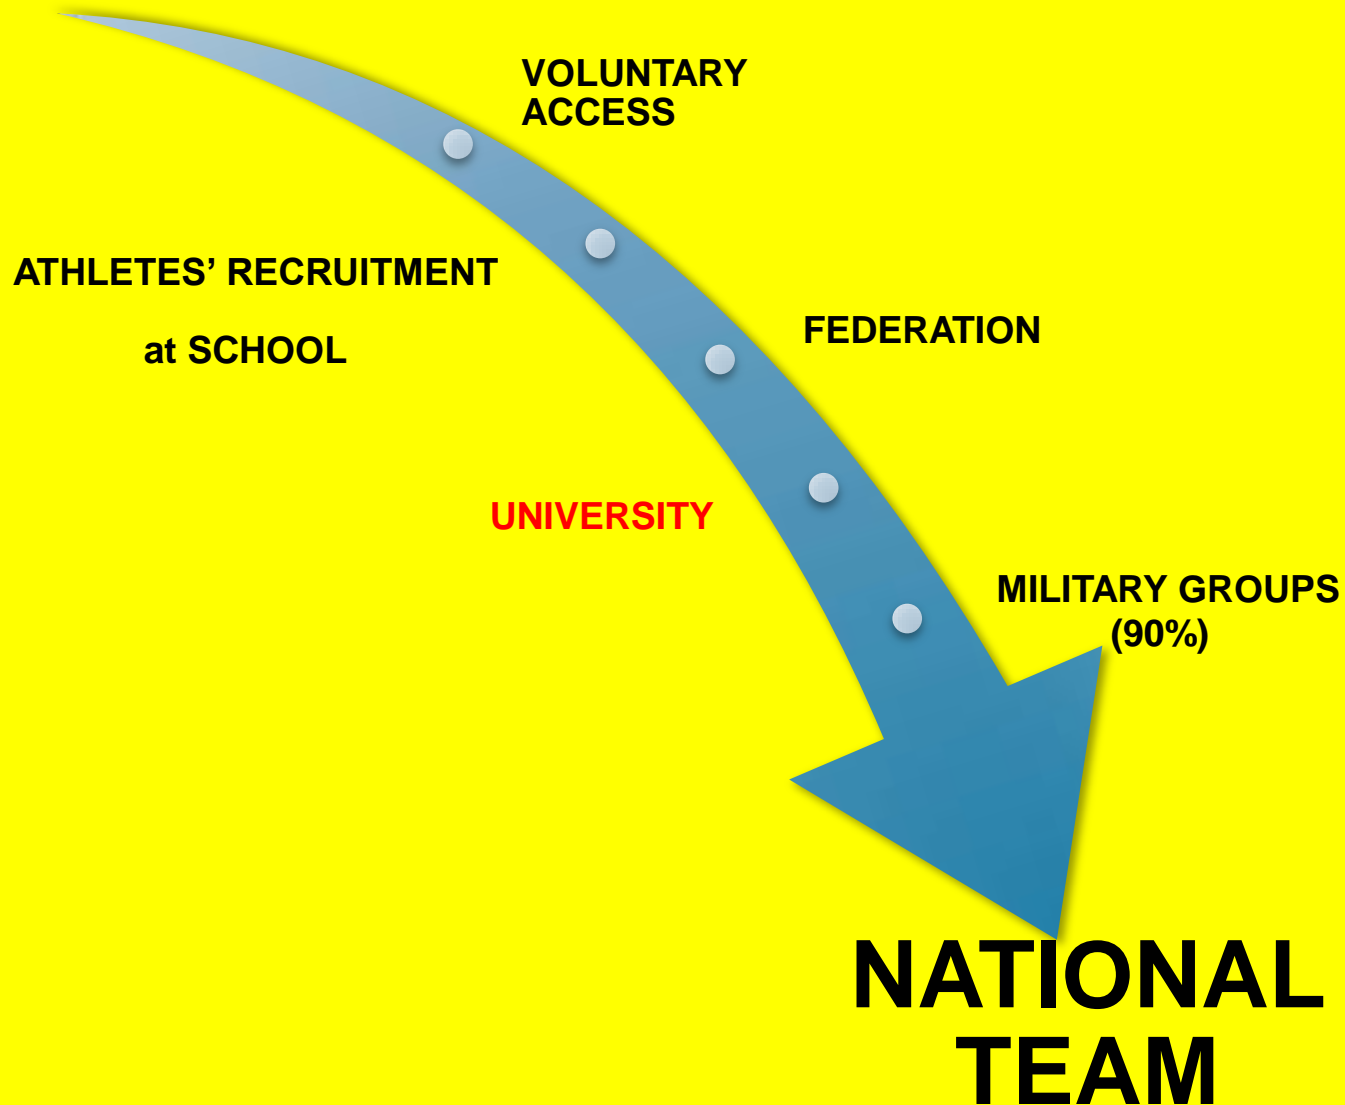 VOLUNTARY
ACCESS
ATHLETES’ RECRUITMENT
at SCHOOL
FEDERATION
UNIVERSITY
MILITARY GROUPS
(90%)
NATIONAL
TEAM